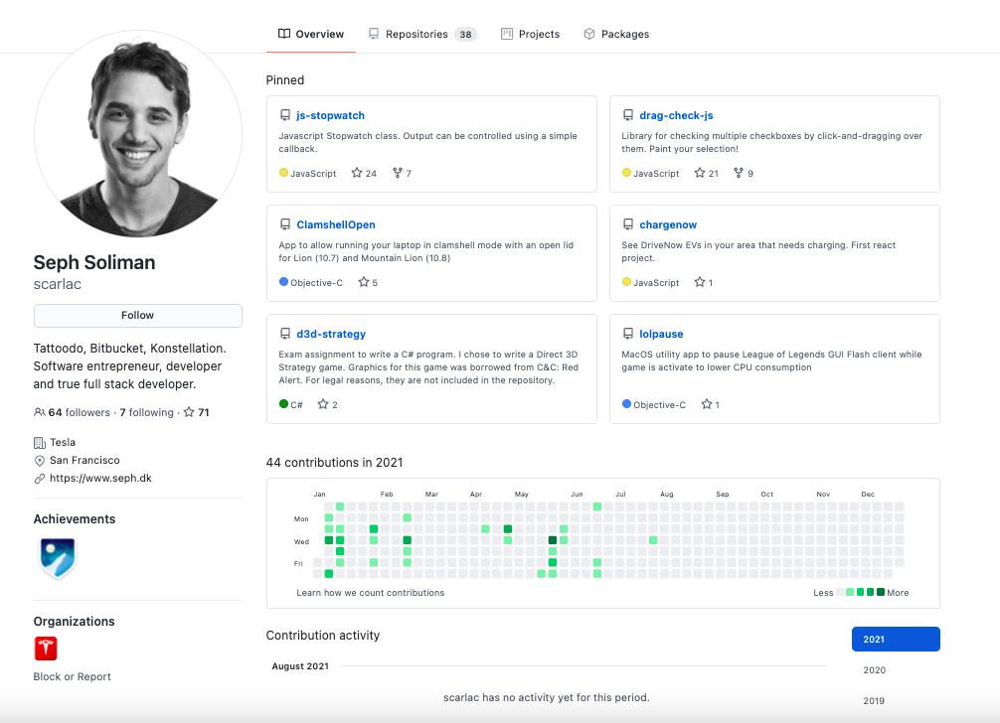 Overview Repositories 38 Projects Packages
Seph Soliman
scarlac
Follow
Tattoodo, Bitbucket, Konstellation.
Software entrepreneur, developer
and true full stack developer.
64 followers · 7 following · 71
Tesla
San Francisco
https://www.seph.dk
Achievements
Organizations
Block or Report
Pinned
js-stopwatch
Javascript Stopwatch class. Output can be controlled using a simple
callback.
JavaScript 24 7
drag-check-js
Library for checking multiple checkboxes by click-and-dragging over
them. Paint your selection!
JavaScript 21 9
ClamshellOpen
App to allow running your laptop in clamshell mode with an open lid
for Lion (10.7) and Mountain Lion (10.8)
Objective-C 5
chargenow
See DriveNow EVs in your area that needs charging. First react
project.
JavaScript 1
d3d-strategy
Exam assignment to write a C# program. I chose to write a Direct 3D
Strategy game. Graphics for this game was borrowed from C&C: Red
Alert. For legal reasons, they are not included in the repository.
C# 2
lolpause
MacOS utility app to pause League of Legends GUI Flash client while
game is activate to lower CPU consumption
Objective-C 1
44 contributions in 2021
Jan Feb Mar Apr May Jun Jul Aug Sep Oct Nov Dec
Mon
Wed
Fri
Learn how we count contributions
Less More
Contribution activity
2021
2020
2019
August 2021
scarlac has no activity yet for this period.